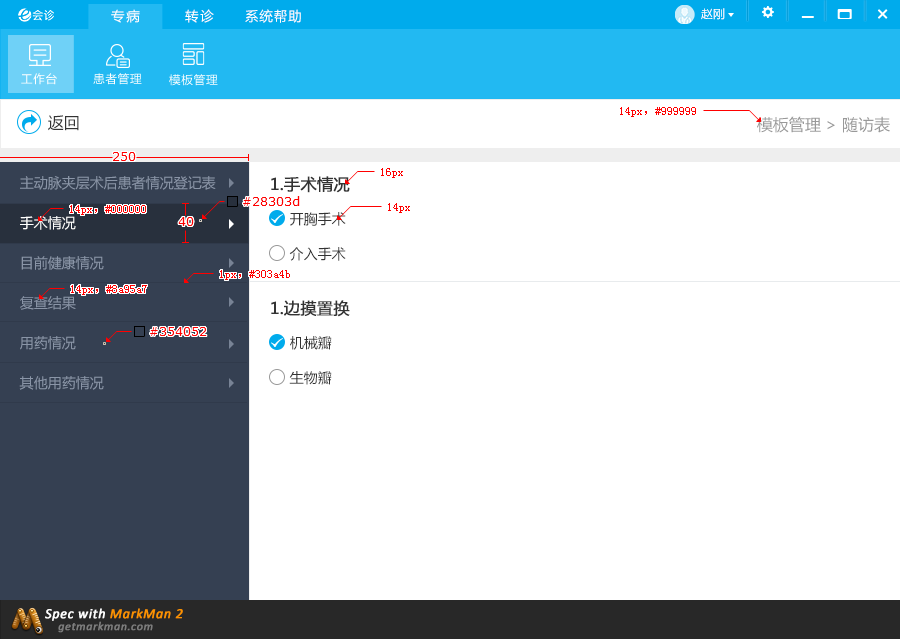 会诊
专病
转诊
系统帮助
赵刚
工作台
患者管理
模板管理
返回
14px，#999999
模板管理 > 随访表
250
主动脉夹层术后患者情况登记表
14px，#000000
手术情况
40
#28303d
目前健康情况
1px，#303a4b
14px，#8a95a7
复查结果
用药情况
#354052
其他用药情况
16px
1.手术情况
14px
开胸手术
介入手术
1.边摸置换
机械瓣
生物瓣
Spec with MarkMan 2
getmarkman.com